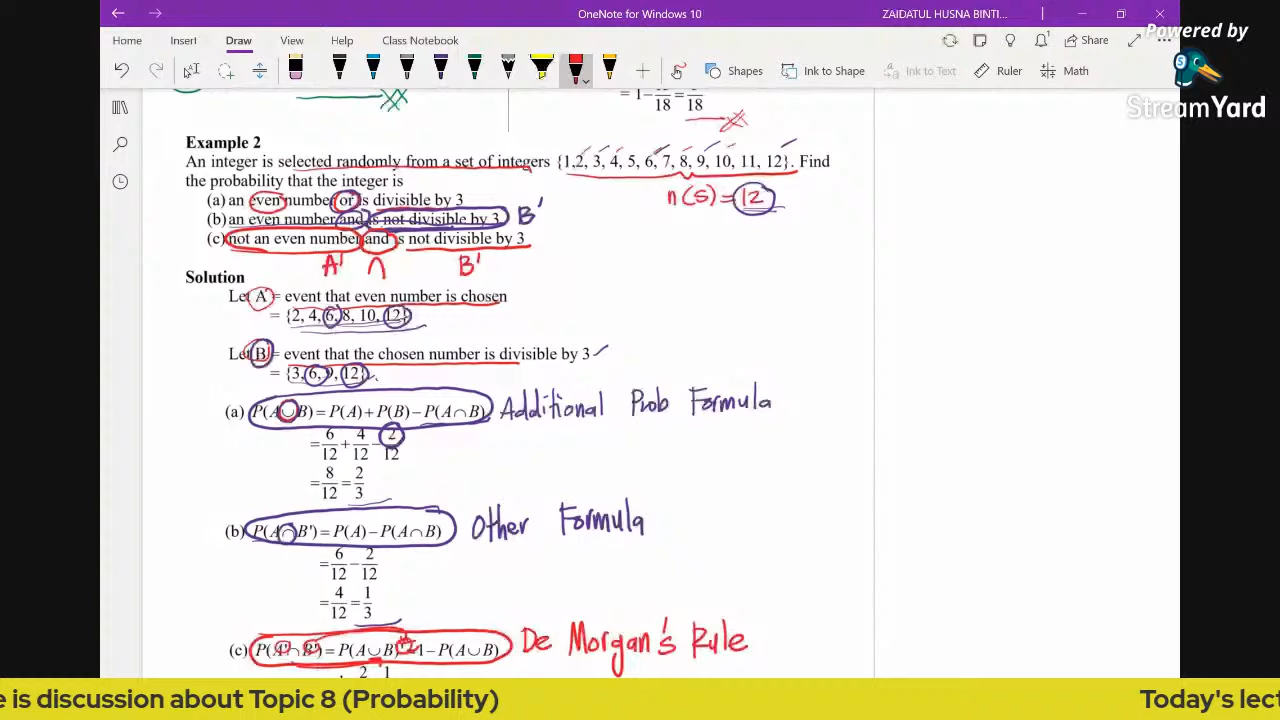 OneNote for Windows 10
ZAIDATUL HUSNA BINTI...
Powered by
StreamYard
Home Insert Draw View Help Class Notebook
Share
Shapes Ink to Shape Ink to Text Ruler Math
= 1 − 18 = 18
Example 2
An integer is selected randomly from a set of integers {1,2, 3, 4, 5, 6, 7, 8, 9, 10, 11, 12}. Find
the probability that the integer is
n(S) = 12
(a) an even number or is divisible by 3
(b) an even number and is not divisible by 3 B'
(c) not an even number and is not divisible by 3
A' ∩ B'
Solution
Let A = event that even number is chosen
= {2, 4, 6, 8, 10, 12}
Let B = event that the chosen number is divisible by 3
= {3, 6, 9, 12}
(a) P(A∪B) = P(A) + P(B) − P(A∩B) Additional Prob Formula
= 6/12 + 4/12 − 2/12
= 8/12 = 2/3
(b) P(A∩B') = P(A) − P(A∩B) Other Formula
= 6/12 − 2/12
= 4/12 = 1/3
(c) P(A'∩B') = P(A∪B)' = 1 − P(A∪B) De Morgan's Rule
2 1
e is discussion about Topic 8 (Probability) Today's lect